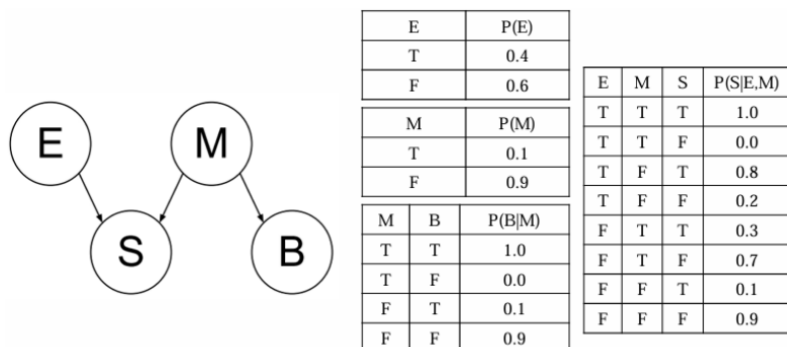 E M
S B
E P(E)
T 0.4
F 0.6
M P(M)
T 0.1
F 0.9
M B P(B|M)
T T 1.0
T F 0.0
F T 0.1
F F 0.9
E M S P(S|E,M)
T T T 1.0
T T F 0.0
T F T 0.8
T F F 0.2
F T T 0.3
F T F 0.7
F F T 0.1
F F F 0.9